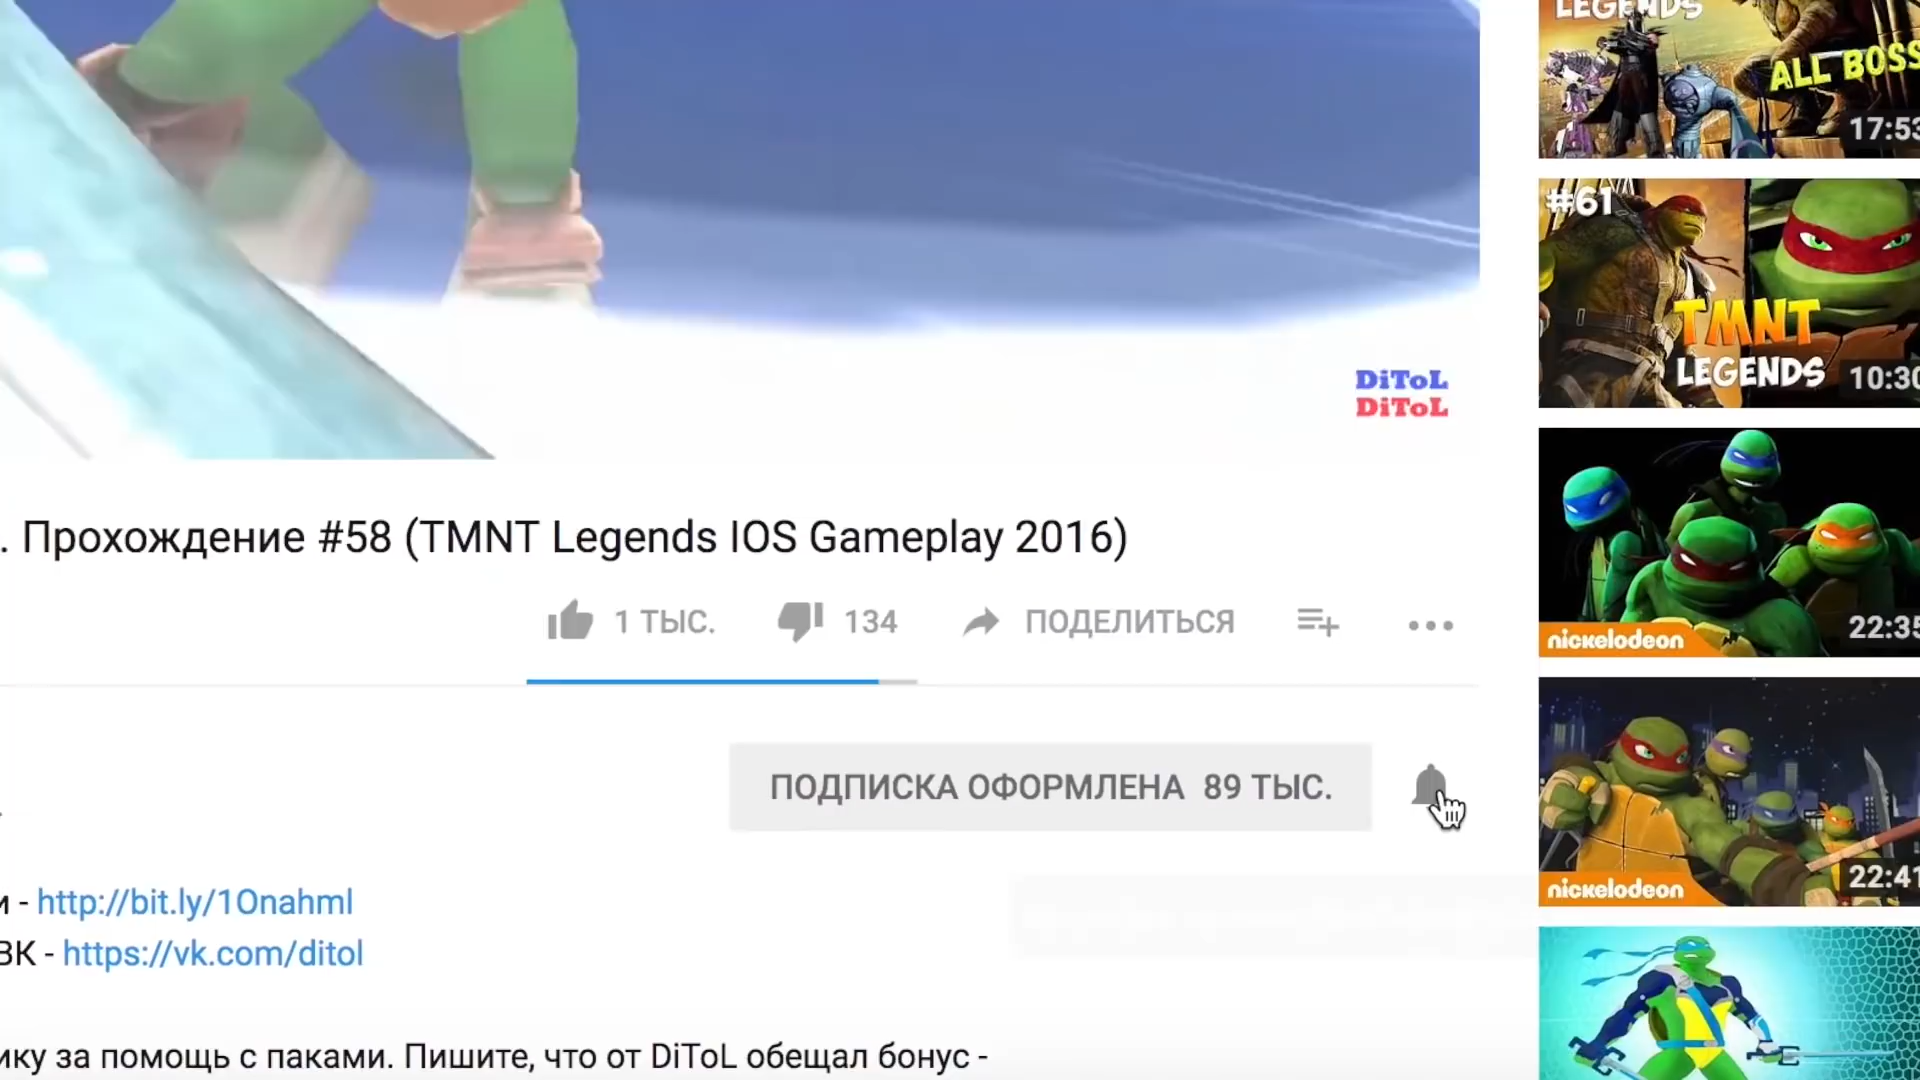 LEGENDS
ALL BOSS
17:53
#61
TMNT
LEGENDS
10:30
DiToL
DiToL
. Прохождение #58 (TMNT Legends IOS Gameplay 2016)
1 ТЫС.
134
ПОДЕЛИТЬСЯ
nickelodeon
22:35
ПОДПИСКА ОФОРМЛЕНА 89 ТЫС.
nickelodeon
22:41
и - http://bit.ly/1Onahml
ВК - https://vk.com/ditol
ику за помощь с паками. Пишите, что от DiToL обещал бонус -